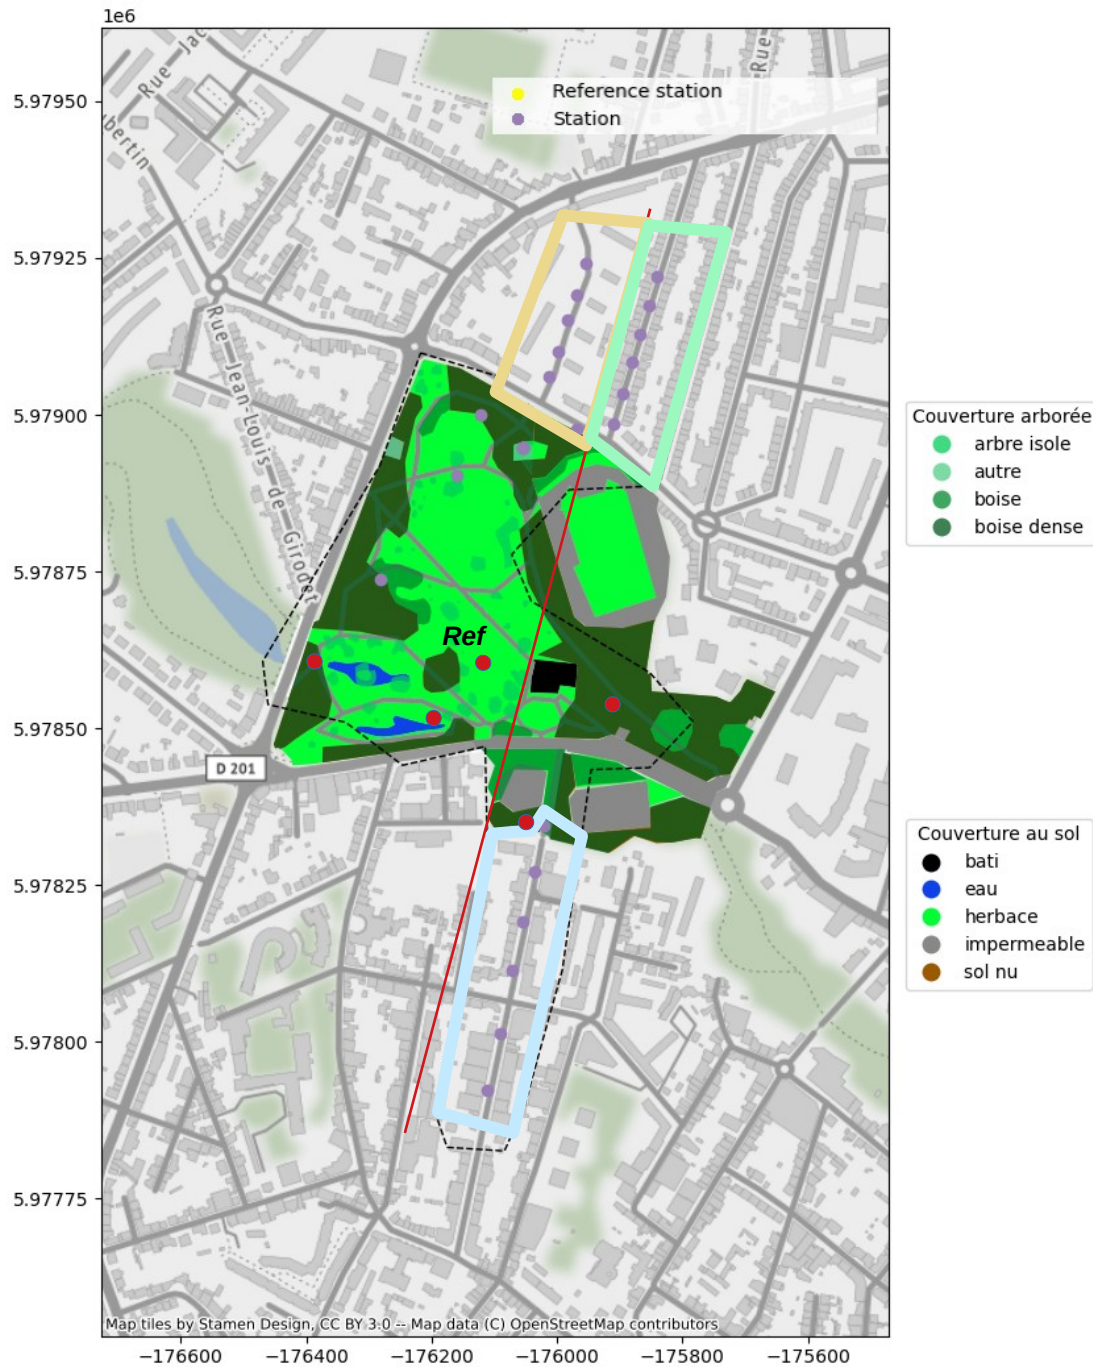 1e6
5.97950
5.97925
5.97900
5.97875
5.97850
5.97825
5.97800
5.97775
−176600
−176400
−176200
−176000
−175800
−175600
Reference station
Station
Rue Jac
bertin
Rue
Rue Jean-Louis de Girodet
Ref
D 201
Map tiles by Stamen Design, CC BY 3.0 -- Map data (C) OpenStreetMap contributors
Couverture arborée
arbre isole
autre
boise
boise dense
Couverture au sol
bati
eau
herbace
impermeable
sol nu